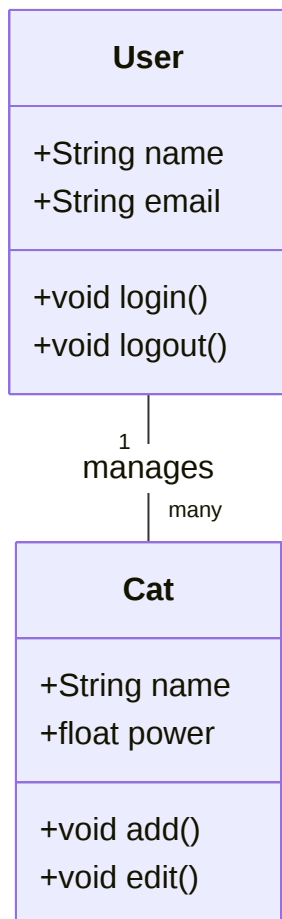 User
+String name
+String email
+void login()
+void logout()
1
manages
many
Cat
+String name
+float power
+void add()
+void edit()